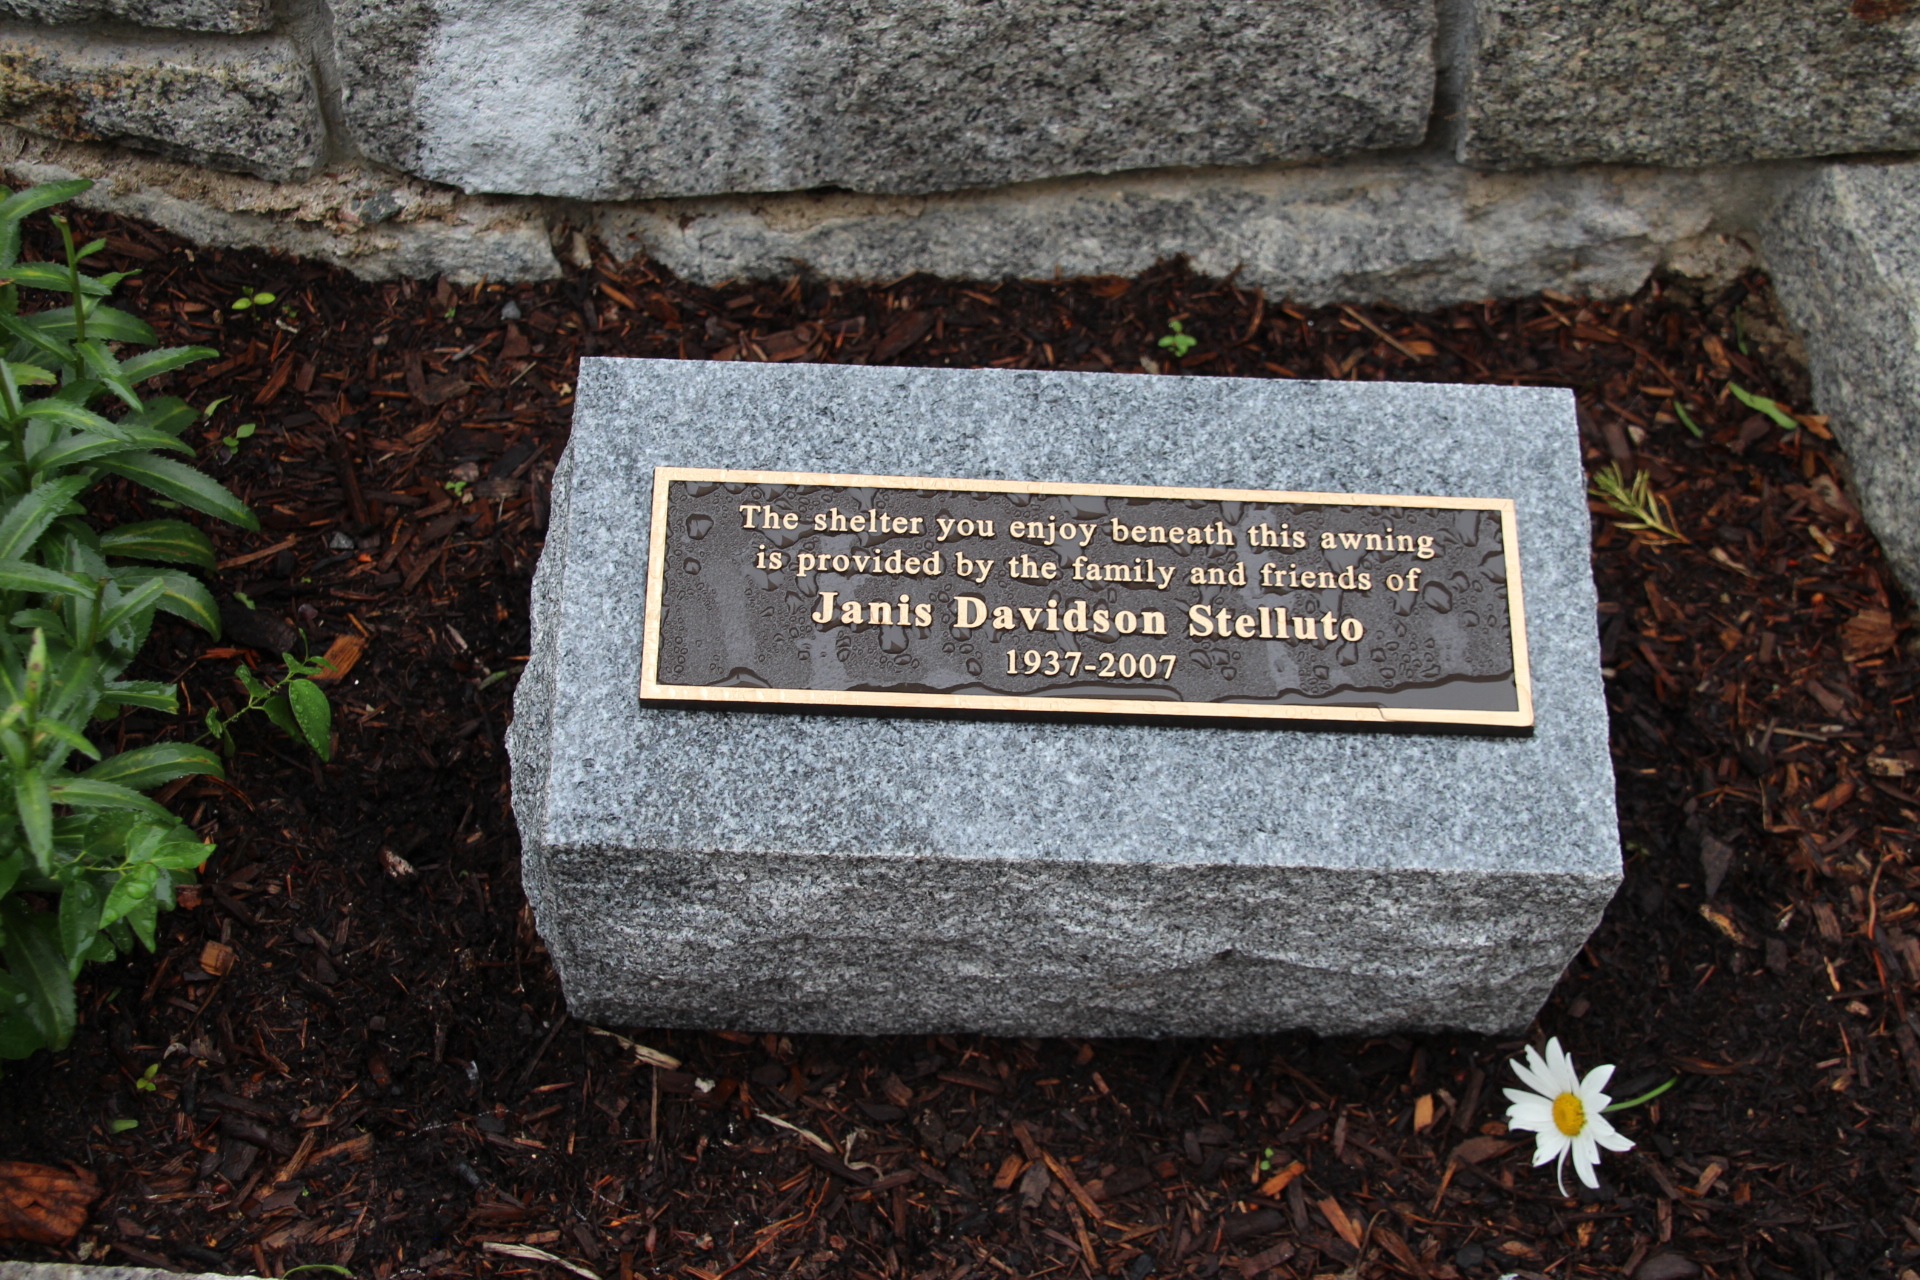 The shelter you enjoy beneath this awning
is provided by the family and friends of
Janis Davidson Stelluto
1937-2007